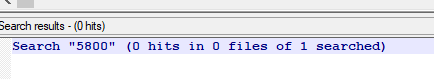 Search results - (0 hits)
Search "5800" (0 hits in 0 files of 1 searched)